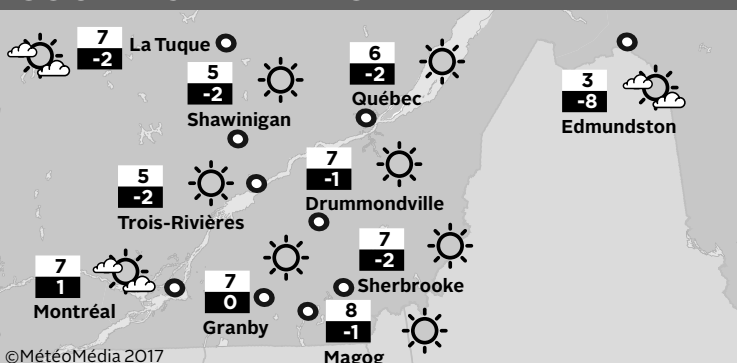 7
-2
La Tuque
5
-2
Shawinigan
6
-2
Québec
3
-8
Edmundston
5
-2
Trois-Rivières
7
-1
Drummondville
7
1
Montréal
7
0
Granby
7
-2
Sherbrooke
8
-1
Magog
©MétéoMédia 2017